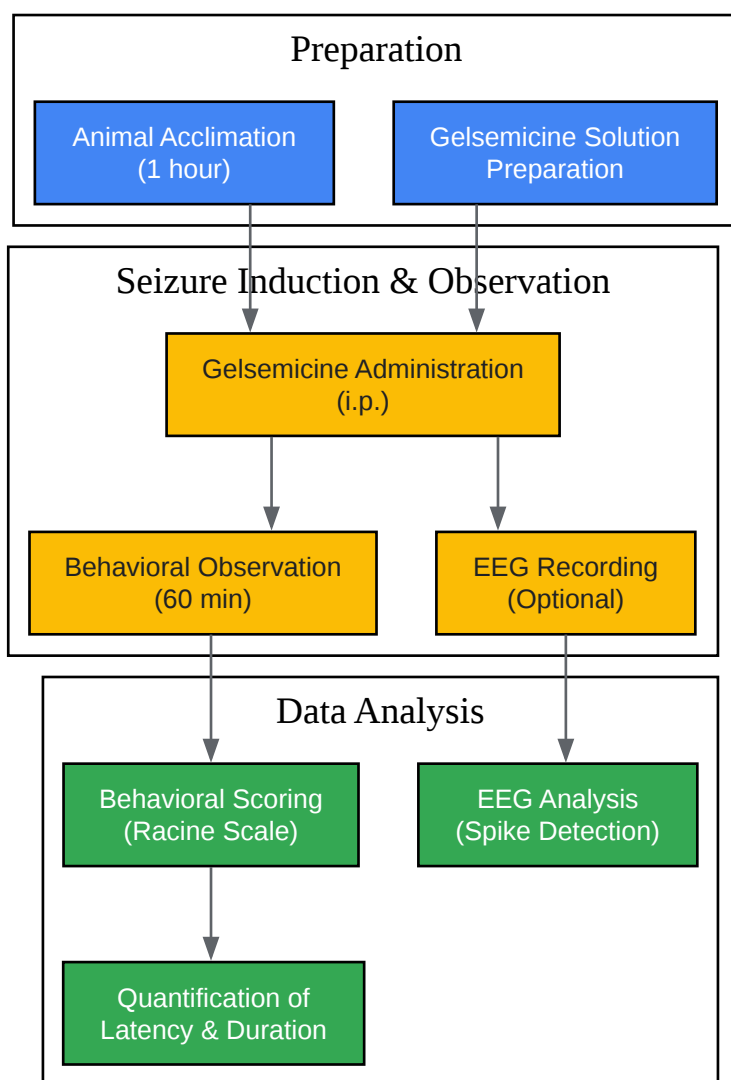 Preparation
Animal Acclimation
(1 hour)
Gelsemicine Solution
Preparation
Seizure Induction & Observation
Gelsemicine Administration
(i.p.)
Behavioral Observation
(60 min)
EEG Recording
(Optional)
Data Analysis
Behavioral Scoring
(Racine Scale)
EEG Analysis
(Spike Detection)
Quantification of
Latency & Duration